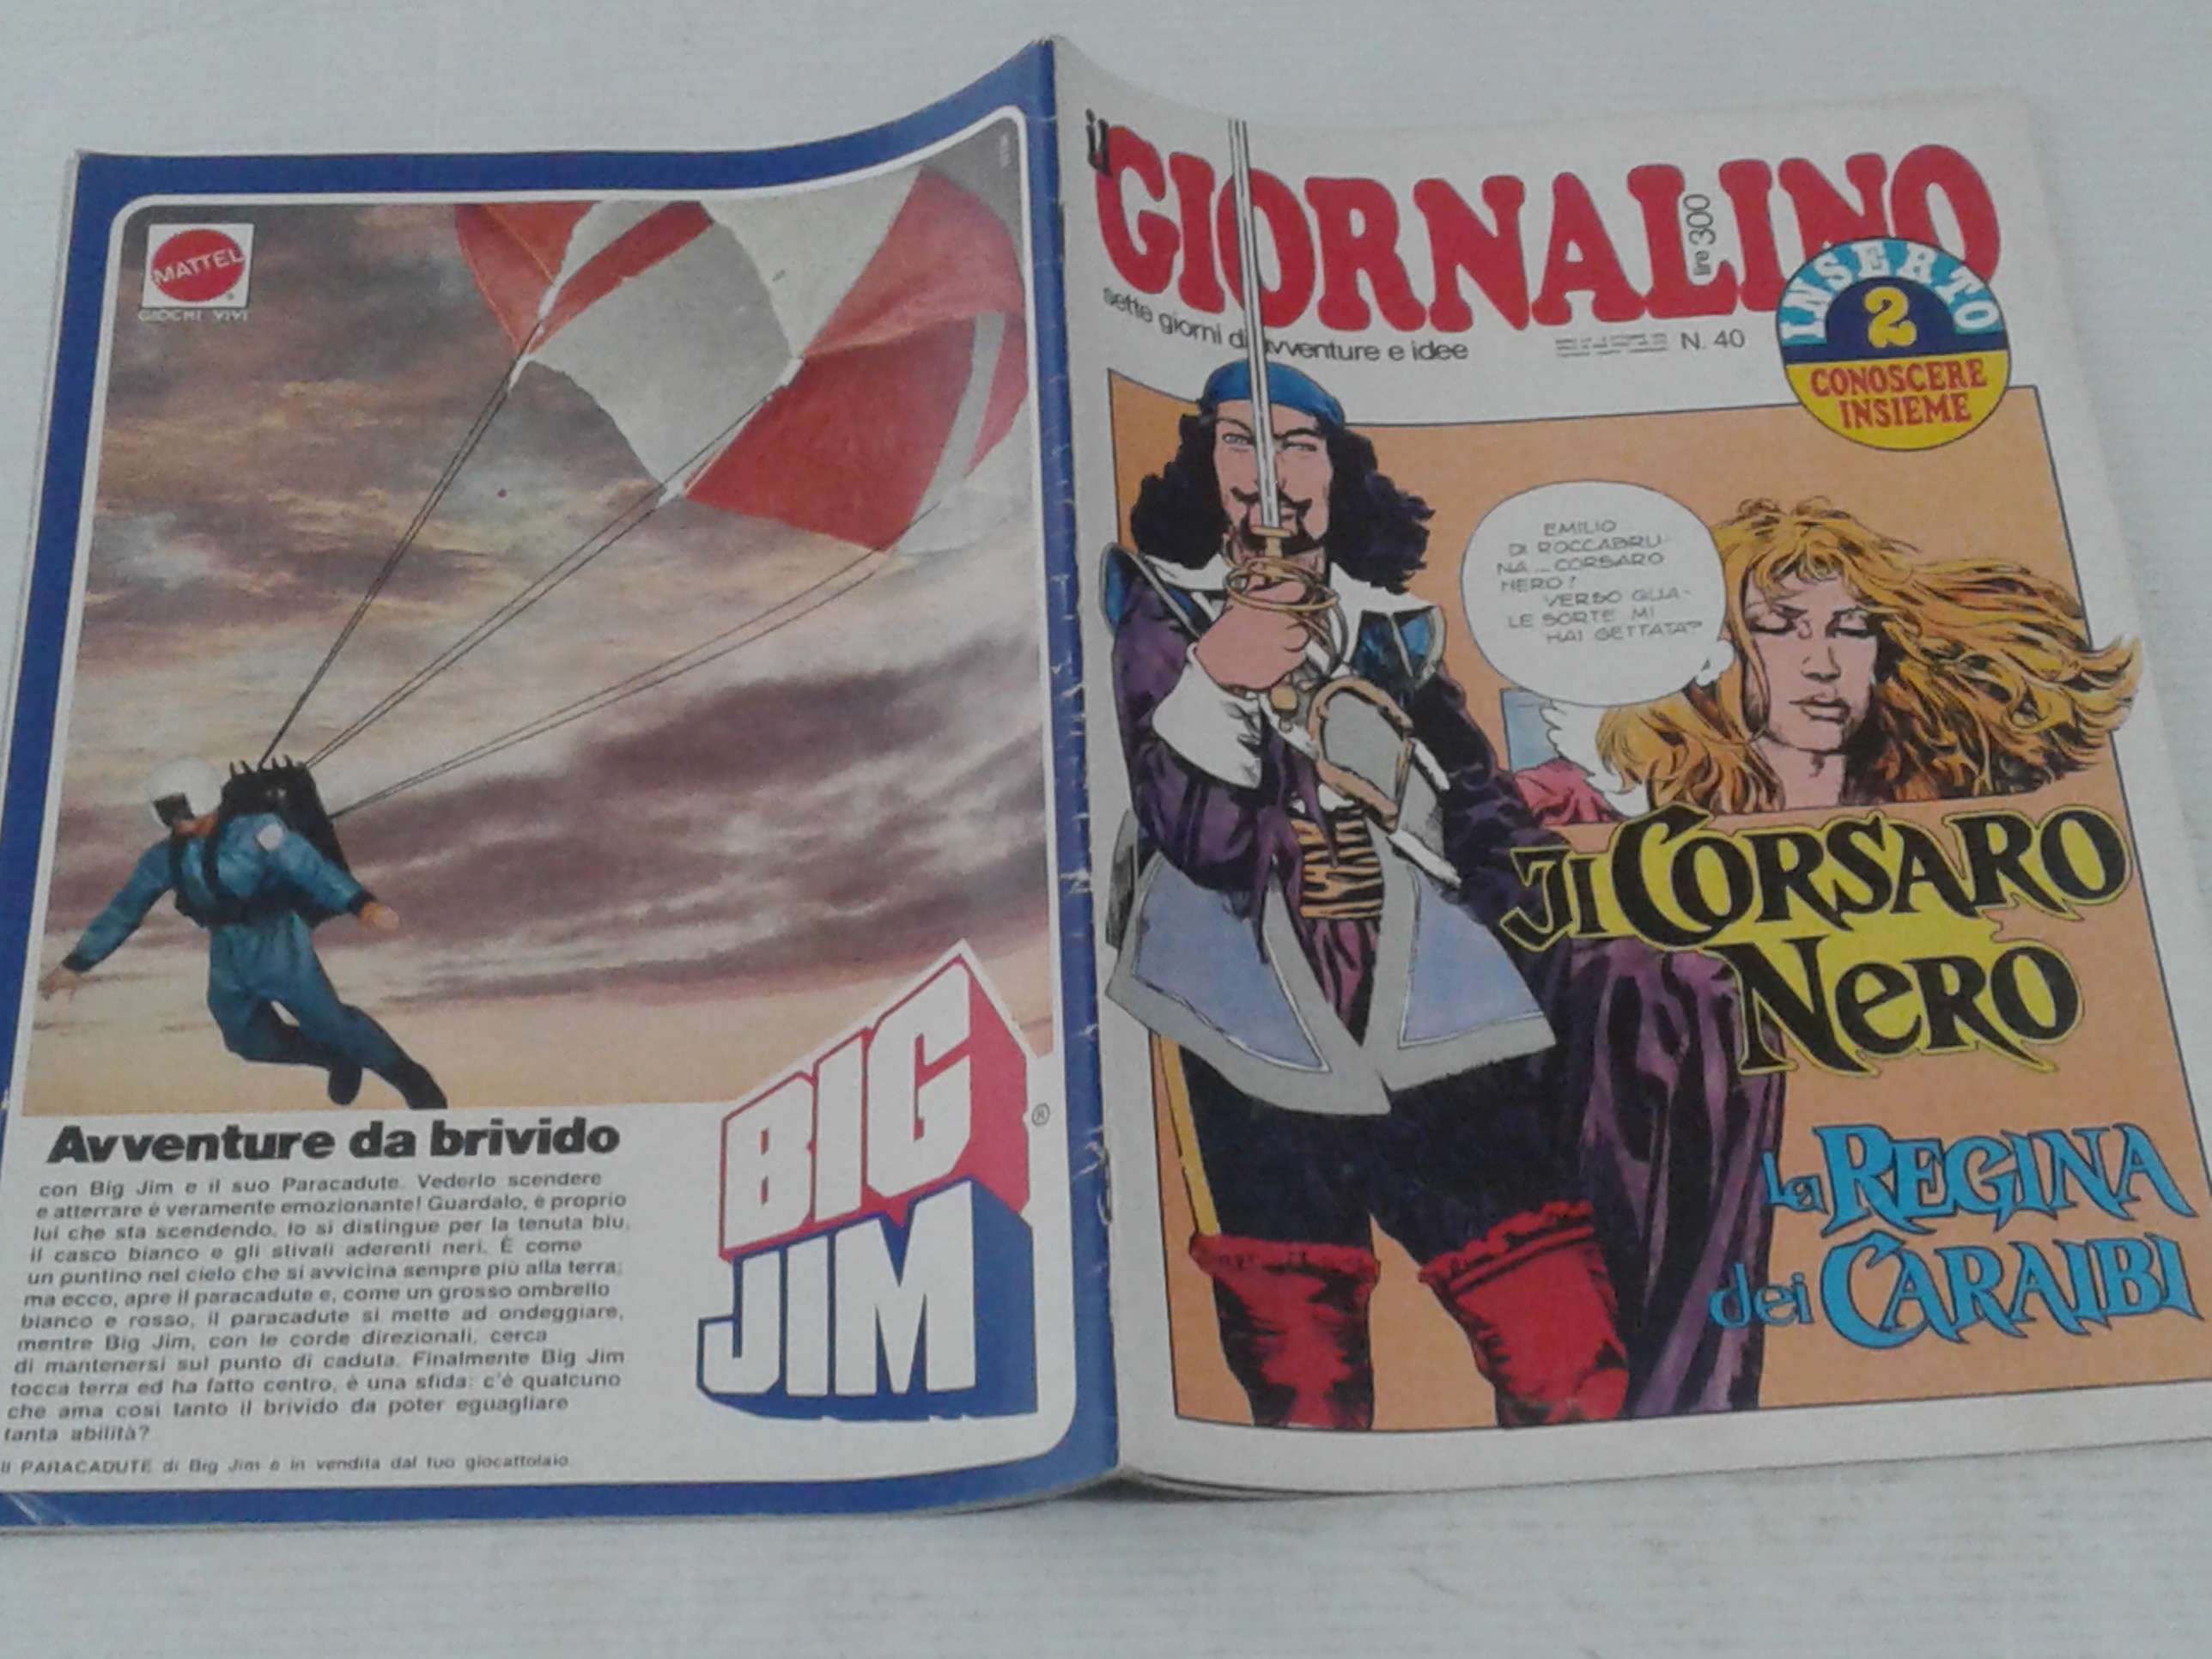 MATTEL
GIOCHI VIVI
BIG
JIM
®
Avventure da brivido
con Big Jim e il suo Paracadute. Vederlo scendere
e atterrare è veramente emozionante! Guardalo, è proprio
lui che sta scendendo, lo si distingue per la tenuta blu,
il casco bianco e gli stivali aderenti neri. È come
un puntino nel cielo che si avvicina sempre più alla terra;
ma ecco, apre il paracadute e, come un grosso ombrello
bianco e rosso, il paracadute si mette ad ondeggiare,
mentre Big Jim, con le corde direzionali, cerca
di mantenersi sul punto di caduta. Finalmente Big Jim
tocca terra ed ha fatto centro, è una sfida: c'è qualcuno
che ama così tanto il brivido da poter eguagliare
tanta abilità?
Il PARACADUTE di Big Jim è in vendita dal tuo giocattolaio.
il GIORNALINO
lire 300
sette giorni di avventure e idee
N. 40
INSERTO
2
CONOSCERE
INSIEME
EMILIO
DI ROCCABRU-
NA... CORSARO
NERO!
VERSO QUA-
LE SORTE MI
HAI GETTATA?
Il CORSARO
NeRO
La REGINA
dei CARAIBI